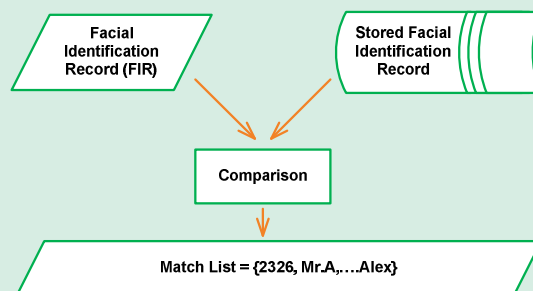 Facial
Identification
Record (FIR)
Stored Facial
Identification
Record
Comparison
Match List = {2326, Mr.A,....Alex}